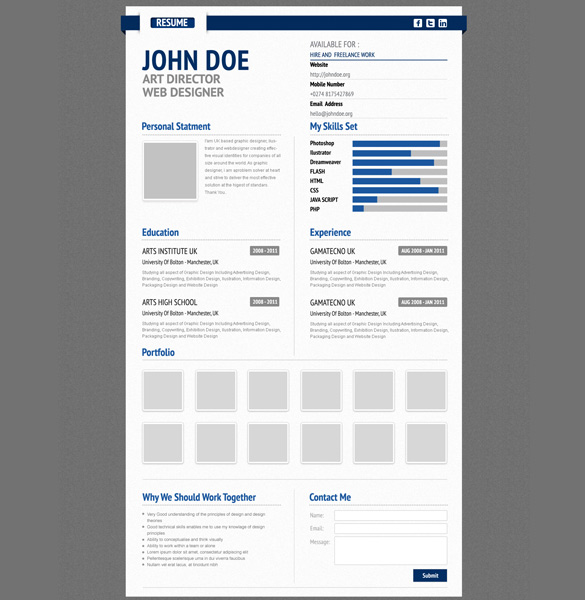 RESUME
JOHN DOE
ART DIRECTOR
WEB DESIGNER
AVAILABLE FOR :
HIRE AND FREELANCE WORK
Website
http://johndoe.org
Mobile Number
+0274 8175427869
Email Address
hello@johndoe.org
Personal Statment
I'am UK based graphic designer, illus
trator and webdesigner creating effec-
tive visual identities for companies of all
side around the world. As graphic
designer, I am aproblem solver at heart
and strive to deliver the most effective
solution at the higest of standars.
Thank You..
My Skills Set
Photoshop
Ilustrator
Dreamweaver
FLASH
HTML
CSS
JAVA SCRIPT
PHP
Education
ARTS INSTITUTE UK 2008 - 2011
University Of Bolton - Manchester, UK
Studying all aspect of Graphic Design Including Advertising Design,
Branding, Copywriting, Exhibition Design, Ilustration, Information Design,
Packaging Design and Website Design
ARTS HIGH SCHOOL 2008 - 2011
University Of Bolton - Manchester, UK
Studying all aspect of Graphic Design Including Advertising Design,
Branding, Copywriting, Exhibition Design, Ilustration, Information Design,
Packaging Design and Website Design
Experience
GAMATECNO UK AUG 2008 - JAN 2011
University Of Bolton - Manchester, UK
Studying all aspect of Graphic Design Including Advertising Design,
Branding, Copywriting, Exhibition Design, Ilustration, Information Design,
Packaging Design and Website Design
GAMATECNO UK AUG 2008 - JAN 2011
University Of Bolton - Manchester, UK
Studying all aspect of Graphic Design Including Advertising Design,
Branding, Copywriting, Exhibition Design, Ilustration, Information Design,
Packaging Design and Website Design
Portfolio
Why We Should Work Together
Very Good understanding of the principles of design and design
theories
Good technical skills enables me to use my knowlage of design
principles
Ability to conceptualise and think visually
Ability to work within a team or alone
Lorem ipsum dolor sit amet, consectetur adipiscing elit
Pellentesque scelerisque urna in dui viverra faucibus
Nullam vel erat lacus, at tincidunt nibh
Contact Me
Name:
Email:
Message:
Submit